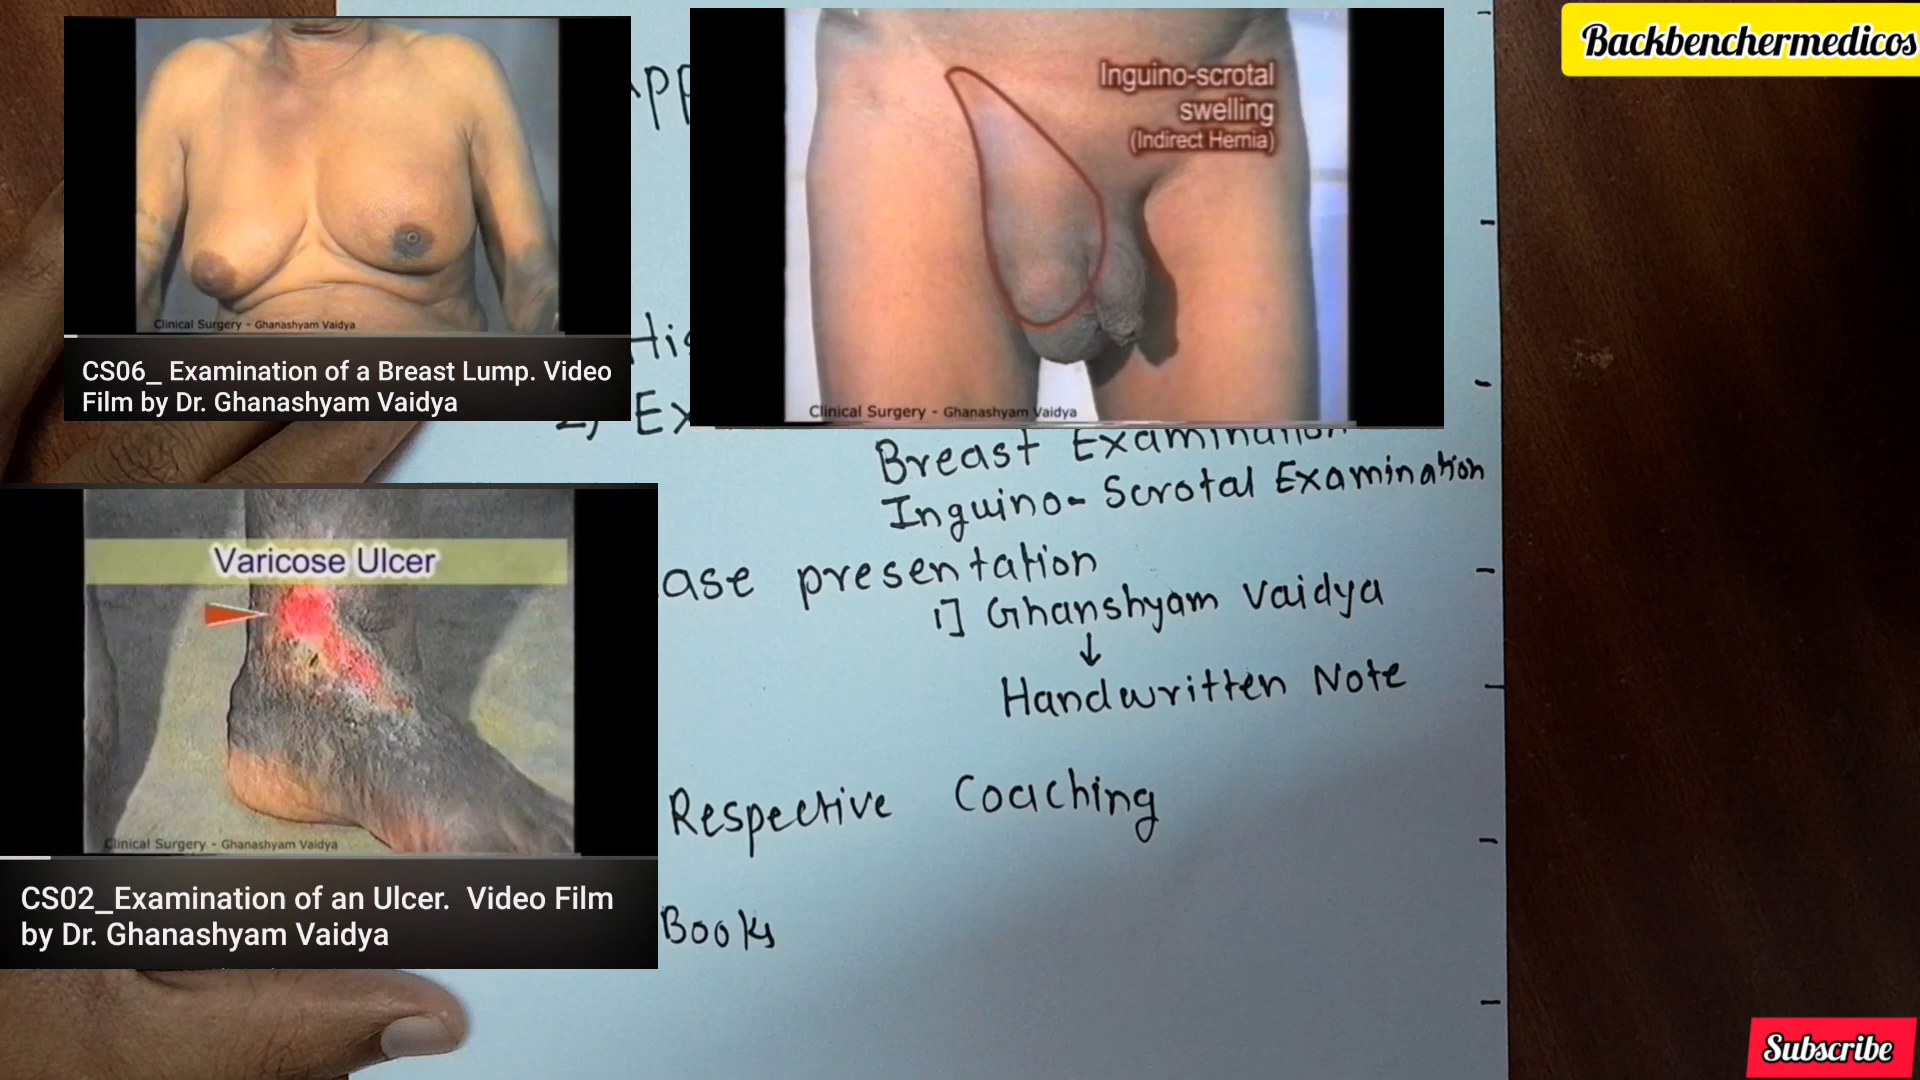 Backbenchermedicos
Inguino-scrotal
swelling
(Indirect Hernia)
Clinical Surgery - Ghanashyam Vaidya
CS06_ Examination of a Breast Lump. Video
Film by Dr. Ghanashyam Vaidya
Clinical Surgery - Ghanashyam Vaidya
Breast Examination
Inguino- Scrotal Examination
Varicose Ulcer
ase presentation
1] Ghanshyam Vaidya
↓
Handwritten Note
Respective Coaching
Clinical Surgery - Ghanashyam Vaidya
CS02_Examination of an Ulcer. Video Film
by Dr. Ghanashyam Vaidya
Books
Subscribe